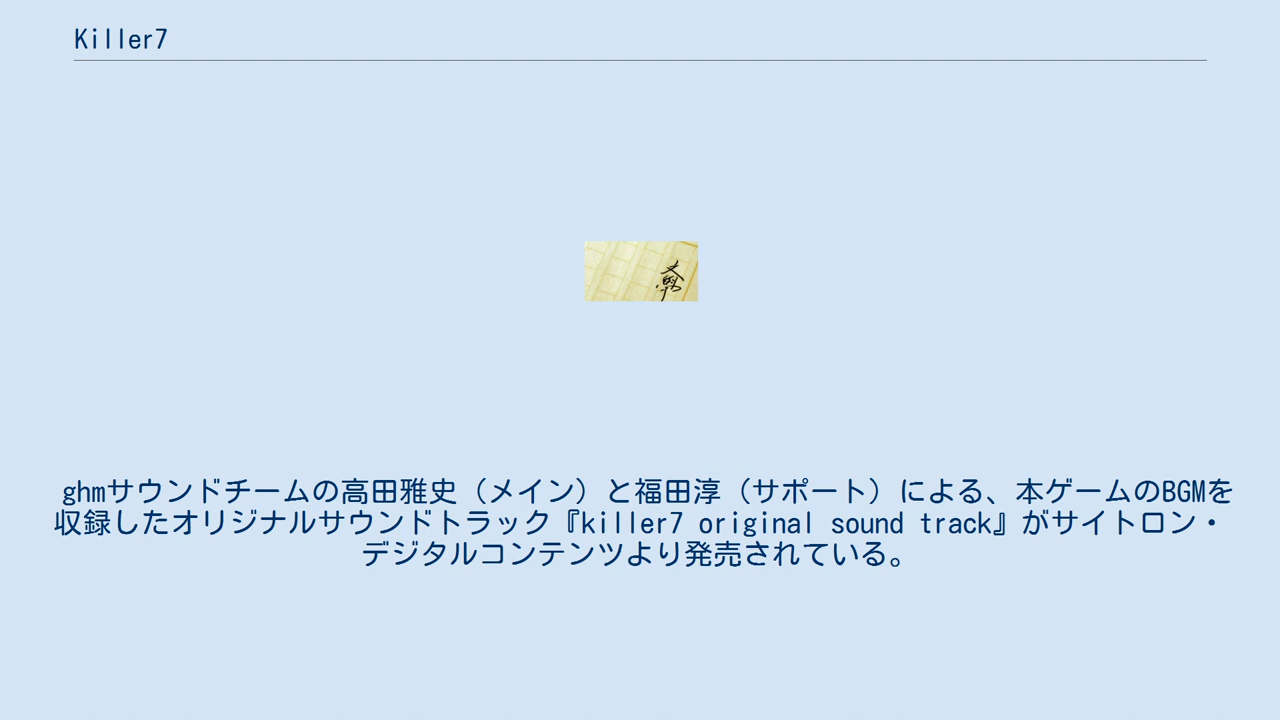 Killer7
ghmサウンドチームの高田雅史（メイン）と福田淳（サポート）による、本ゲームのBGMを
収録したオリジナルサウンドトラック『killer7 original sound track』がサイトロン・
デジタルコンテンツより発売されている。